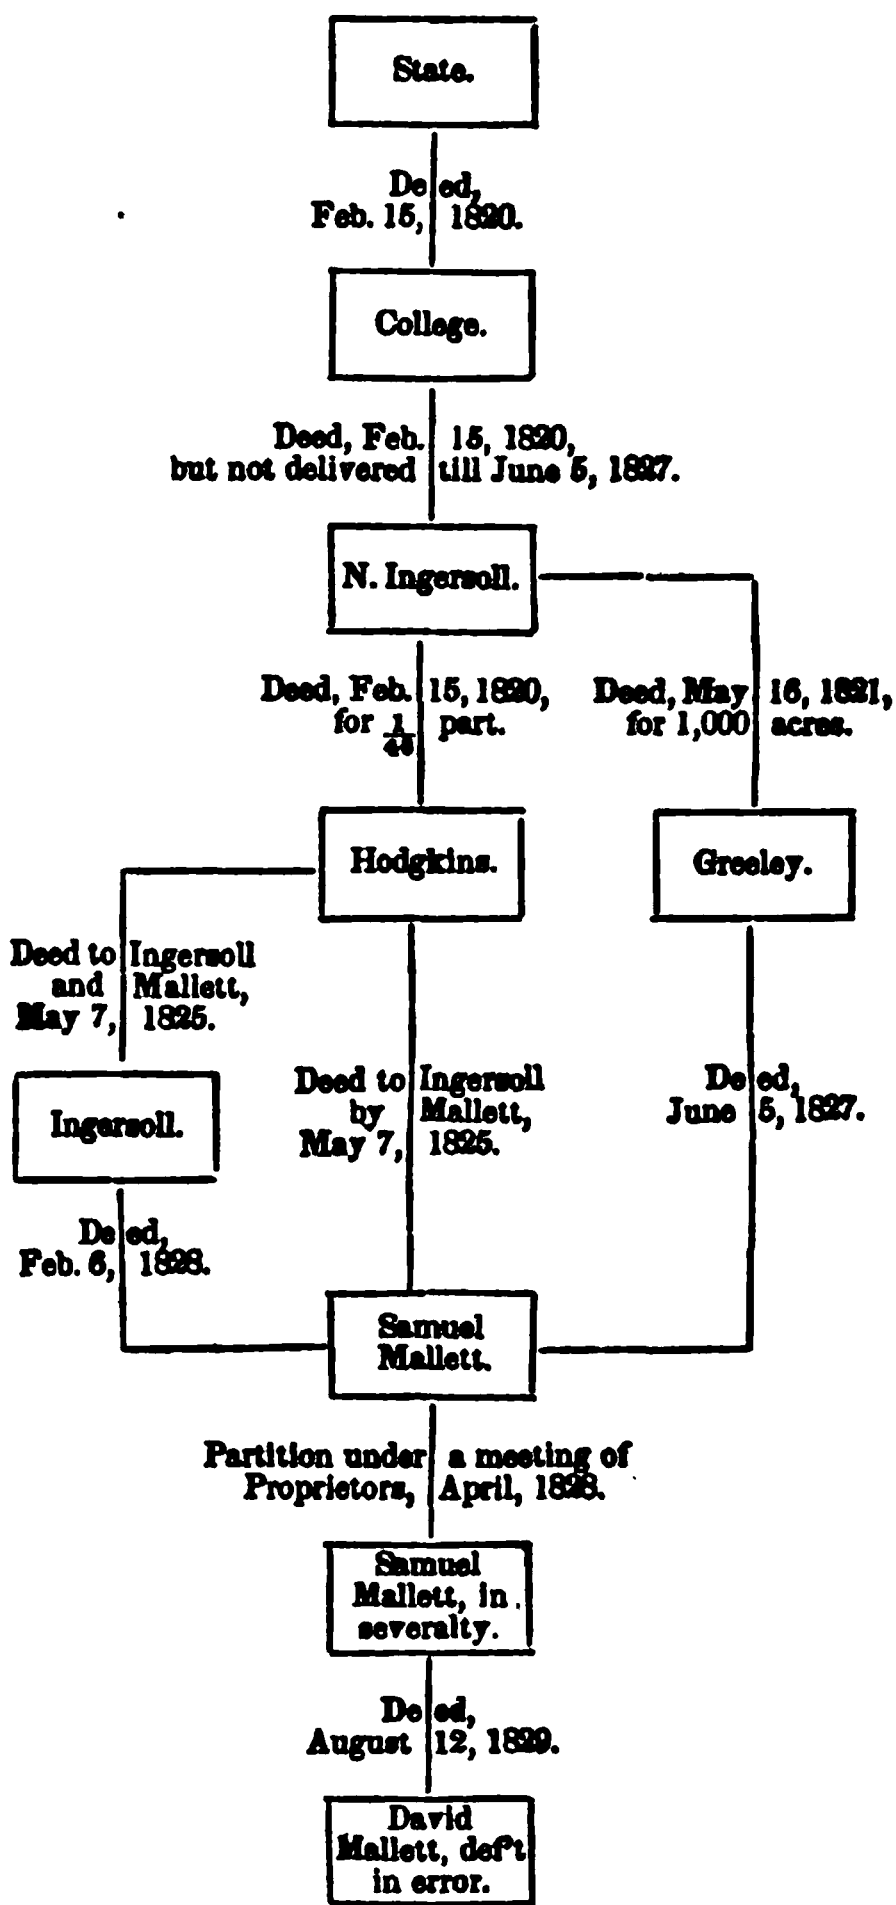 State.
Deed,
Feb. 15, 1820.
College.
Deed, Feb. 15, 1820,
but not delivered till June 5, 1827.
N. Ingersoll.
Deed, Feb. 15, 1820,
for 1/45 part.
Deed, May 16, 1821,
for 1,000 acres.
Hodgkins.
Greeley.
Deed to Ingersoll
and Mallett,
May 7, 1825.
Ingersoll.
Deed to Ingersoll
by Mallett,
May 7, 1825.
Deed,
June 5, 1827.
Deed,
Feb. 6, 1828.
Samuel
Mallett.
Partition under a meeting of
Proprietors, April, 1828.
Samuel
Mallett, in
severalty.
Deed,
August 12, 1829.
David
Mallett, def't
in error.